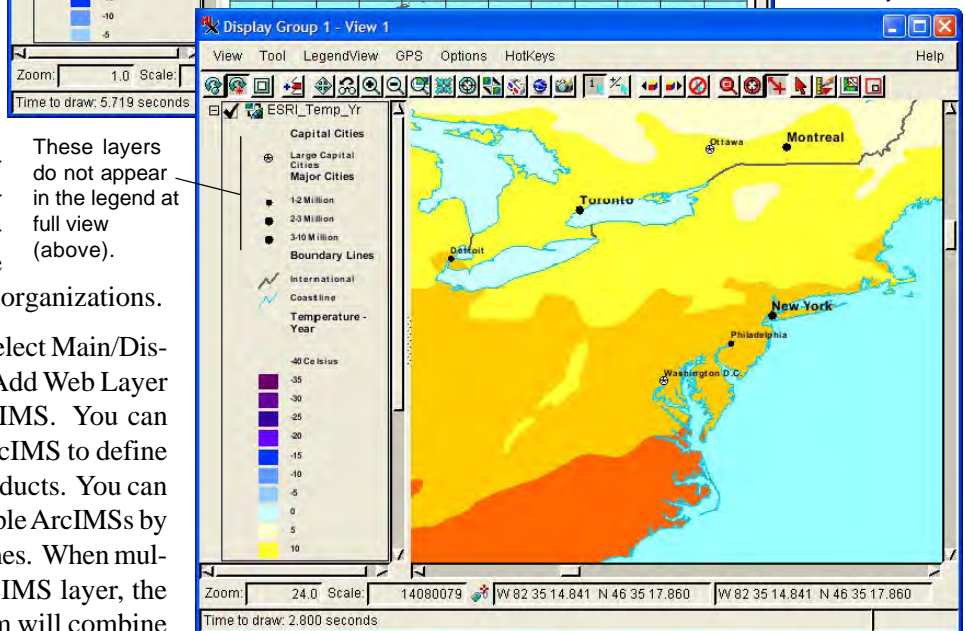 -10
-5
Zoom: 1.0 Scale:
Time to draw: 5.719 seconds
These layers
do not appear
in the legend at
full view
(above).
organizations.
elect Main/Dis-
Add Web Layer
IMS. You can
cIMS to define
ducts. You can
ple ArcIMSs by
nes. When mul-
IMS layer, the
m will combine
Display Group 1 - View 1
View Tool LegendView GPS Options HotKeys Help
ESRI_Temp_Yr
Capital Cities
Large Capital
Cities
Major Cities
1-2 Million
2-3 Million
3-10 Million
Boundary Lines
International
Coastline
Temperature -
Year
-40 Celsius
-35
-30
-25
-20
-15
-10
-5
0
5
10
Ottawa
Montreal
Toronto
Detroit
New York
Philadelphia
Washington D.C.
Zoom: 24.0 Scale: 14080079 W 82 35 14.841 N 46 35 17.860 W 82 35 14.841 N 46 35 17.860
Time to draw: 2.800 seconds